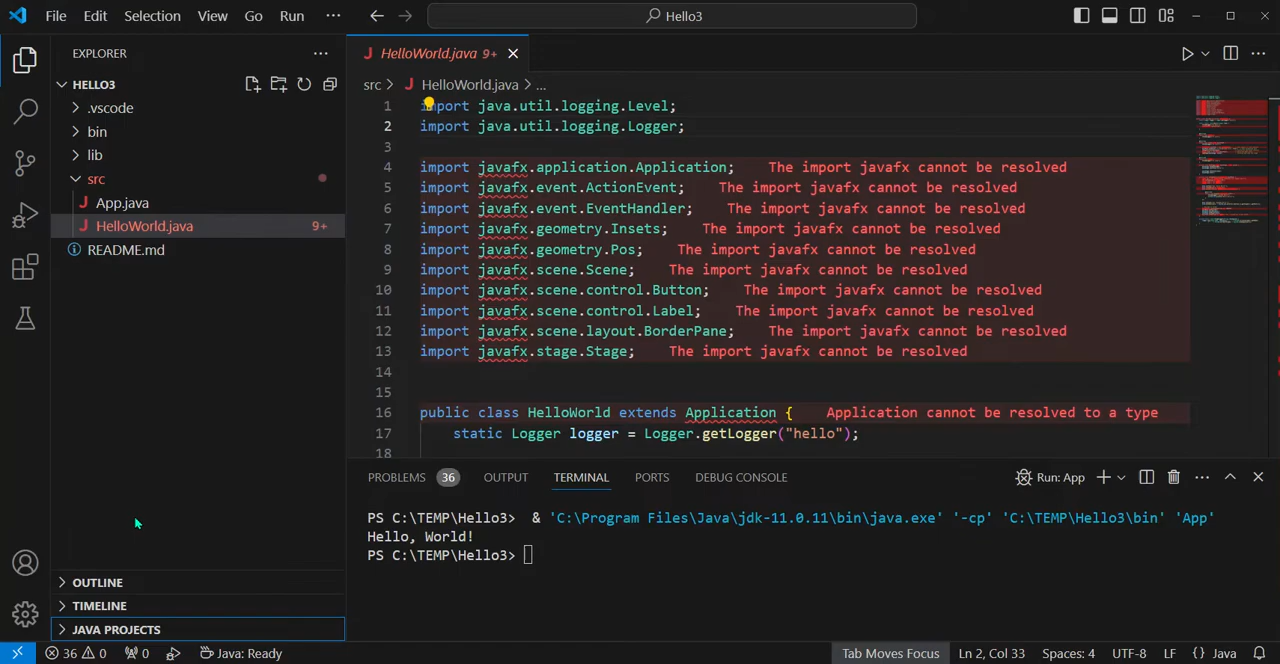 File Edit Selection View Go Run ··· Hello3
EXPLORER ···
HelloWorld.java 9+
HELLO3
src > HelloWorld.java > ...
.vscode
bin
lib
src
App.java
HelloWorld.java 9+
README.md
1 import java.util.logging.Level;
2 import java.util.logging.Logger;
3
4 import javafx.application.Application; The import javafx cannot be resolved
5 import javafx.event.ActionEvent; The import javafx cannot be resolved
6 import javafx.event.EventHandler; The import javafx cannot be resolved
7 import javafx.geometry.Insets; The import javafx cannot be resolved
8 import javafx.geometry.Pos; The import javafx cannot be resolved
9 import javafx.scene.Scene; The import javafx cannot be resolved
10 import javafx.scene.control.Button; The import javafx cannot be resolved
11 import javafx.scene.control.Label; The import javafx cannot be resolved
12 import javafx.scene.layout.BorderPane; The import javafx cannot be resolved
13 import javafx.stage.Stage; The import javafx cannot be resolved
14
15
16 public class HelloWorld extends Application { Application cannot be resolved to a type
17 static Logger logger = Logger.getLogger("hello");
18
PROBLEMS 36 OUTPUT TERMINAL PORTS DEBUG CONSOLE Run: App
PS C:\TEMP\Hello3> & 'C:\Program Files\Java\jdk-11.0.11\bin\java.exe' '-cp' 'C:\TEMP\Hello3\bin' 'App'
Hello, World!
PS C:\TEMP\Hello3>
OUTLINE
TIMELINE
JAVA PROJECTS
36 0 0 Java: Ready Tab Moves Focus Ln 2, Col 33 Spaces: 4 UTF-8 LF {} Java